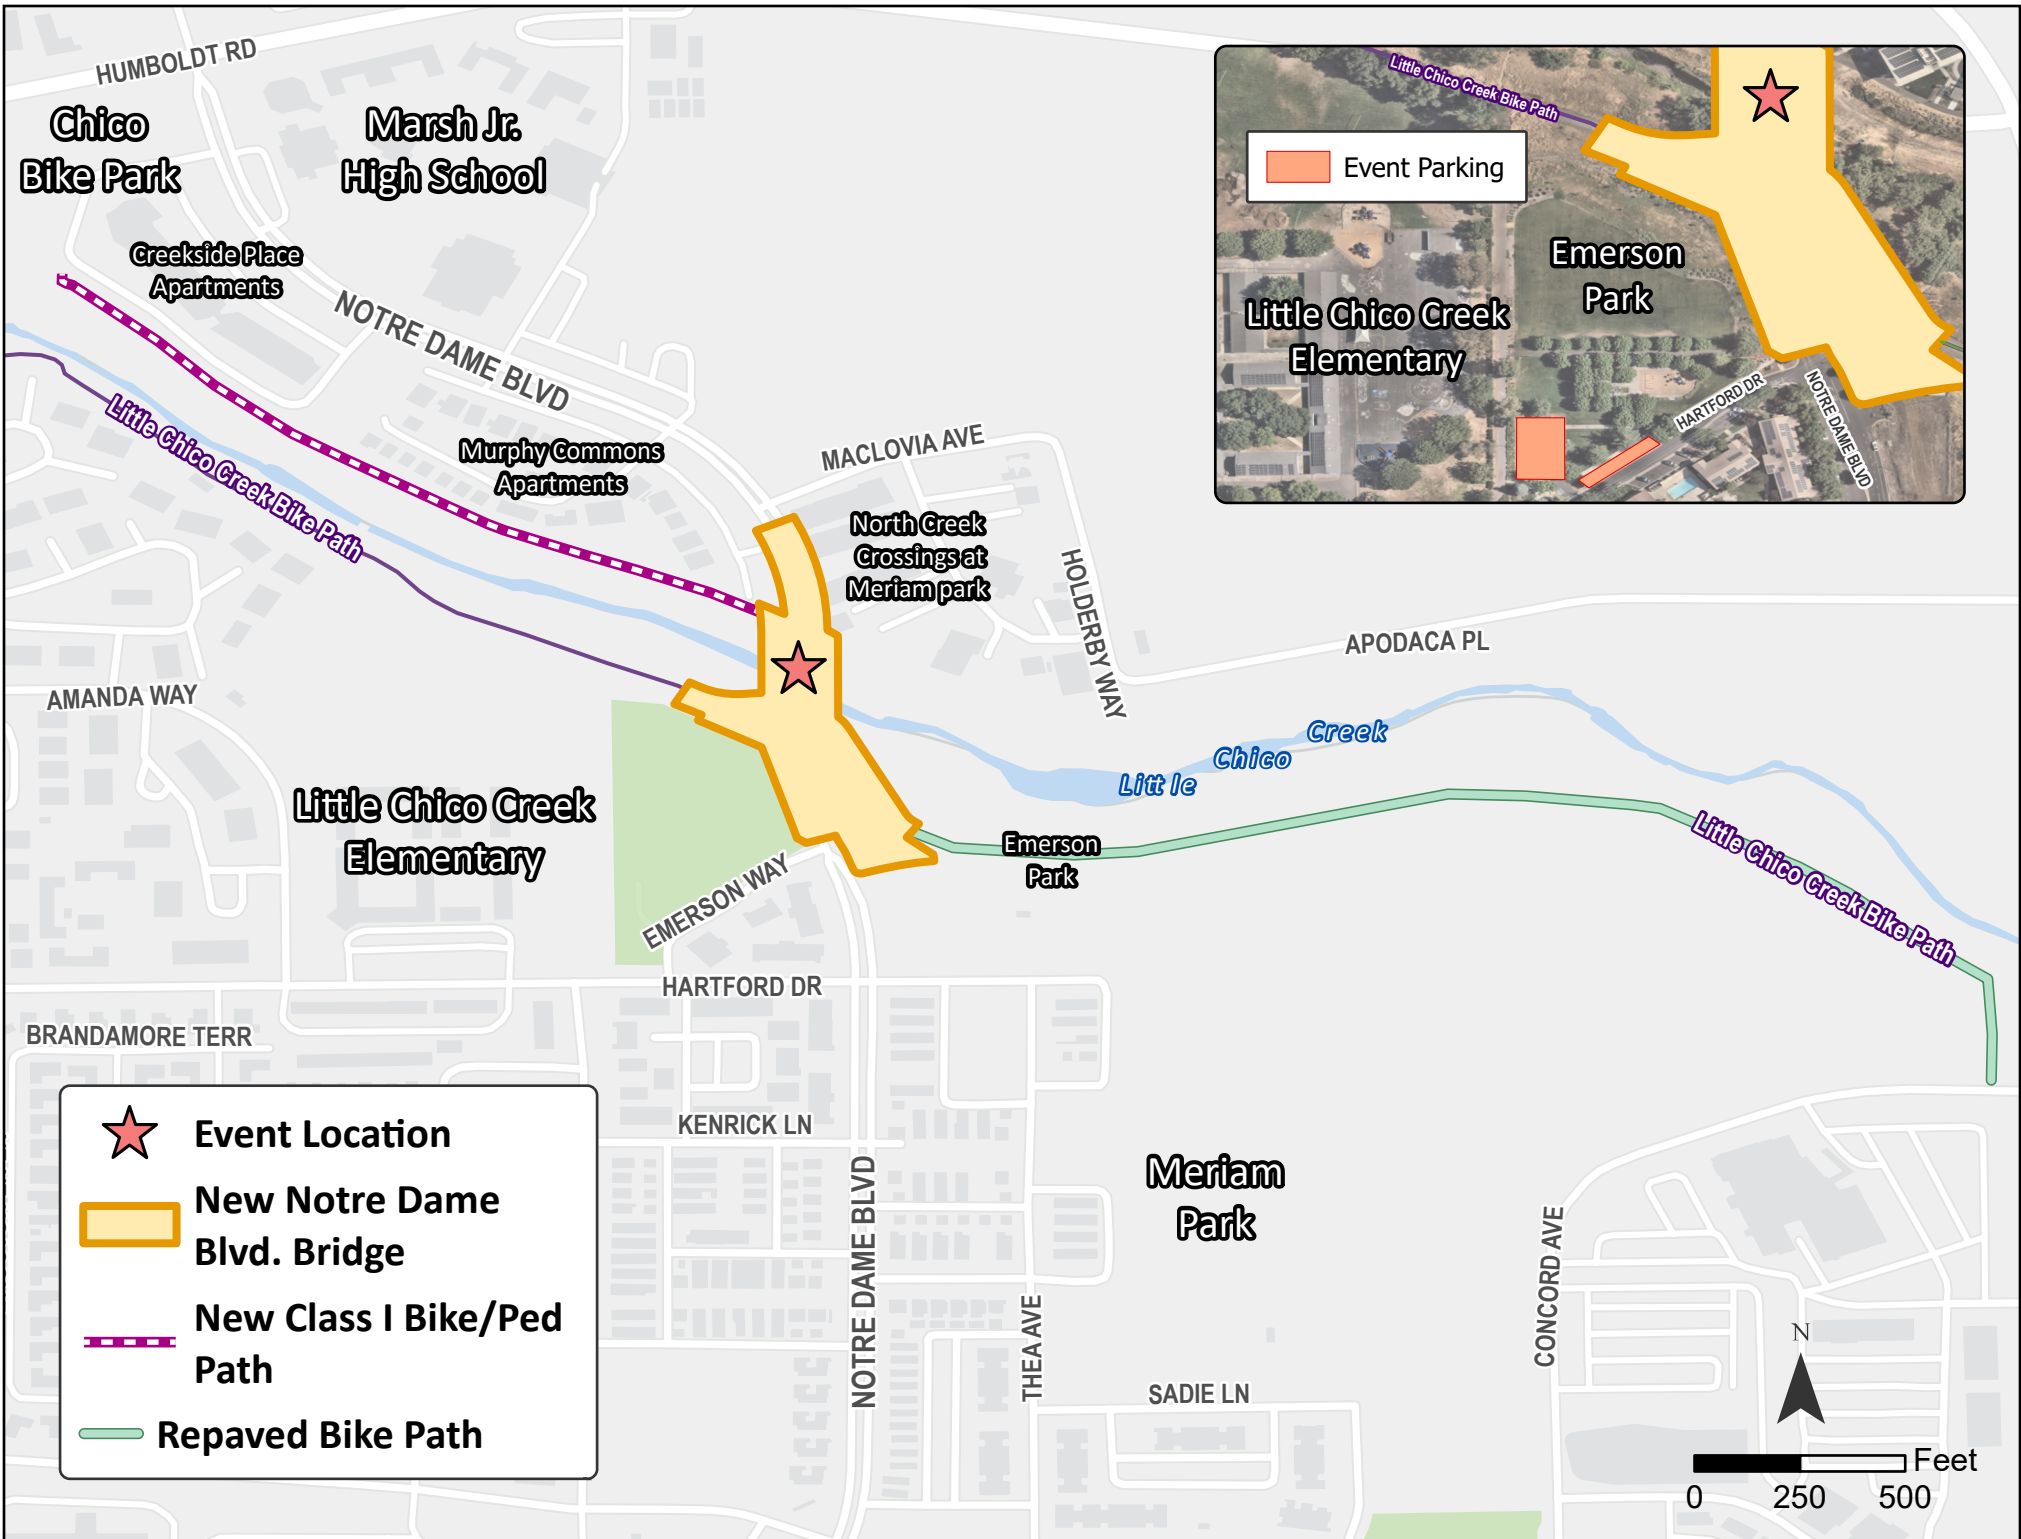 HUMBOLDT RD
Chico
Bike Park
Marsh Jr.
High School
Creekside Place
Apartments
NOTRE DAME BLVD
Little Chico Creek Bike Path
Murphy Commons
Apartments
MACLOVIA AVE
North Creek
Crossings at
Meriam park
HOLDERBY WAY
APODACA PL
AMANDA WAY
Little Chico Creek
Little Chico Creek
Elementary
Emerson
Park
Little Chico Creek Bike Path
EMERSON WAY
HARTFORD DR
BRANDAMORE TERR
KENRICK LN
NOTRE DAME BLVD
Meriam
Park
THEA AVE
SADIE LN
CONCORD AVE
Little Chico Creek Bike Path
Event Parking
Emerson
Park
Little Chico Creek
Elementary
HARTFORD DR
NOTRE DAME BLVD
Event Location
New Notre Dame
Blvd. Bridge
New Class I Bike/Ped
Path
Repaved Bike Path
N
Feet
0 250 500